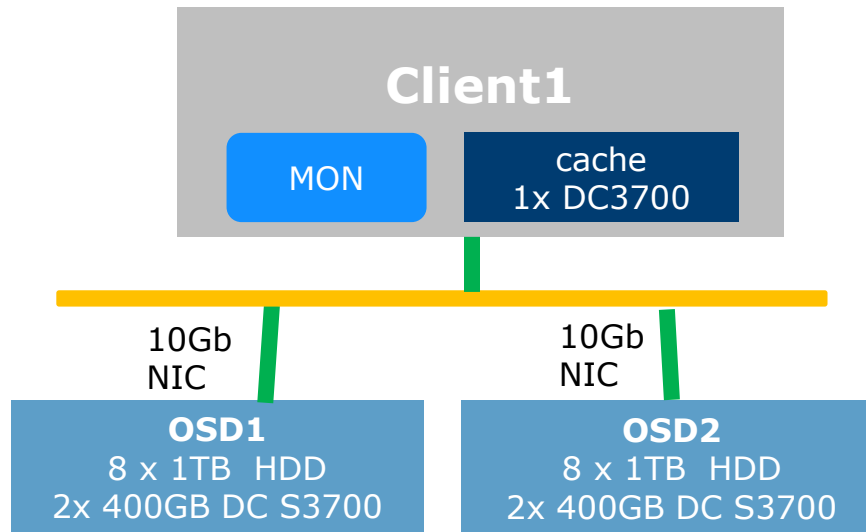 Client1
MON
cache
1x DC3700
10Gb
NIC
10Gb
NIC
OSD1
8 x 1TB HDD
2x 400GB DC S3700
OSD2
8 x 1TB HDD
2x 400GB DC S3700